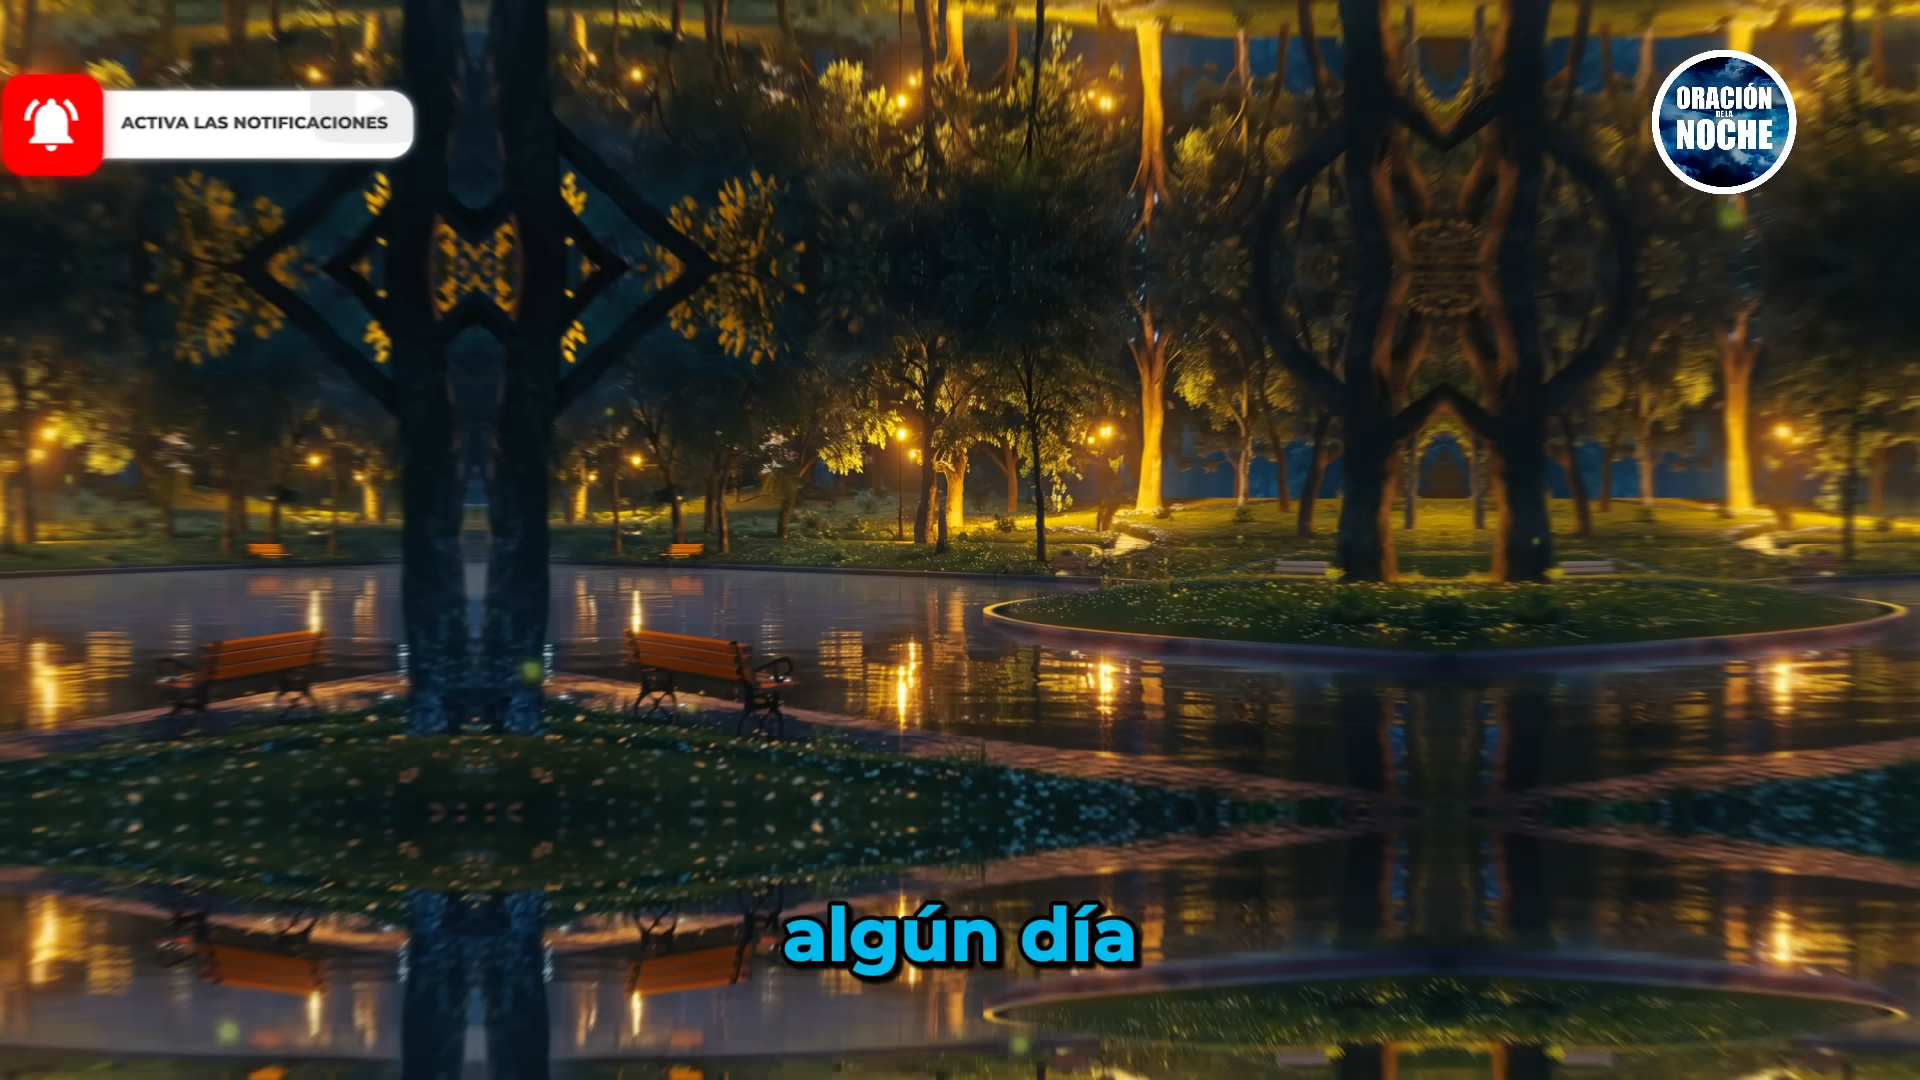 ACTIVA LAS NOTIFICACIONES
ORACIÓN
DE LA
NOCHE
algún día